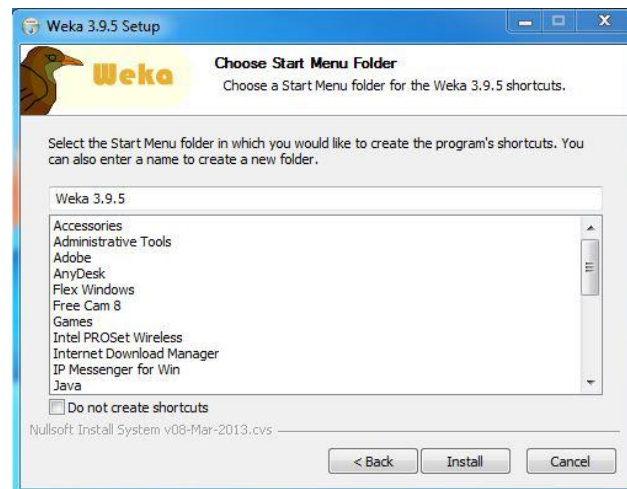 Weka 3.9.5 Setup
Weka
Choose Start Menu Folder
Choose a Start Menu folder for the Weka 3.9.5 shortcuts.
Select the Start Menu folder in which you would like to create the program's shortcuts. You
can also enter a name to create a new folder.
Weka 3.9.5
Accessories
Administrative Tools
Adobe
AnyDesk
Flex Windows
Free Cam 8
Games
Intel PROSet Wireless
Internet Download Manager
IP Messenger for Win
Java
Do not create shortcuts
Nullsoft Install System v08-Mar-2013.cvs
< Back Install Cancel